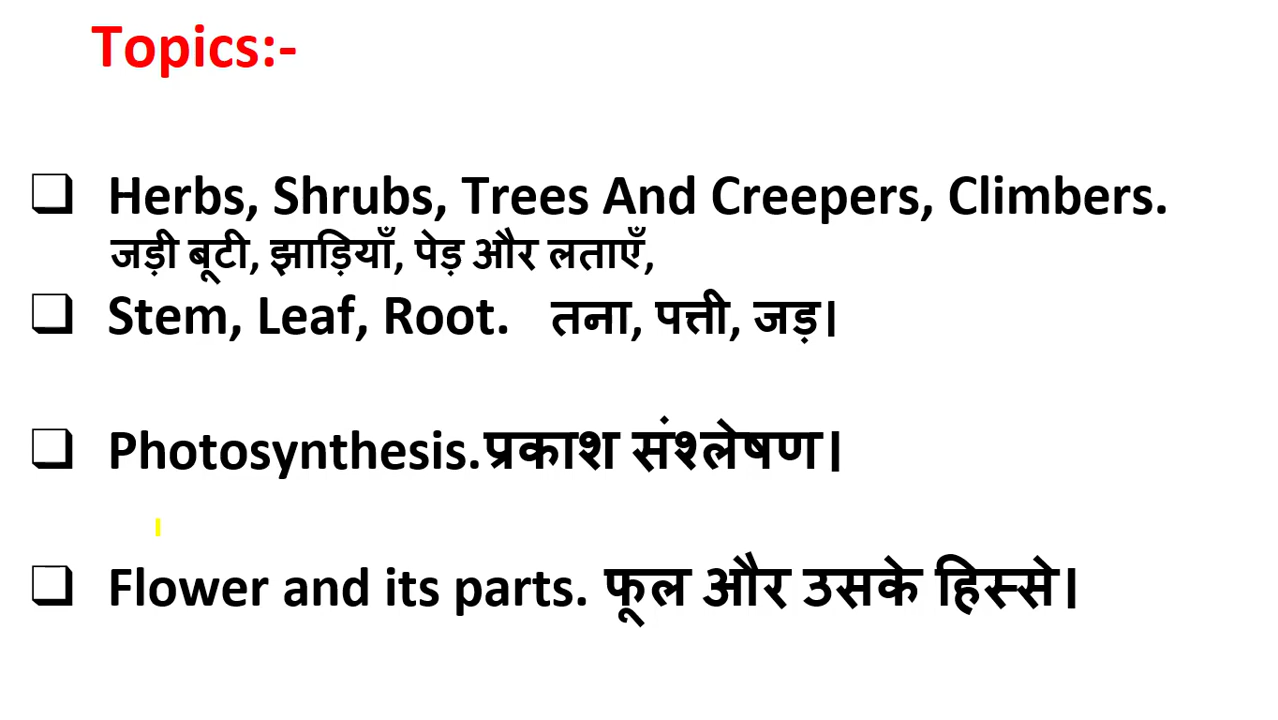 Topics:-
❑ Herbs, Shrubs, Trees And Creepers, Climbers.
जड़ी बूटी, झाड़ियाँ, पेड़ और लताएँ,
❑ Stem, Leaf, Root. तना, पत्ती, जड़।
❑ Photosynthesis.प्रकाश संश्लेषण।
❑ Flower and its parts. फूल और उसके हिस्से।